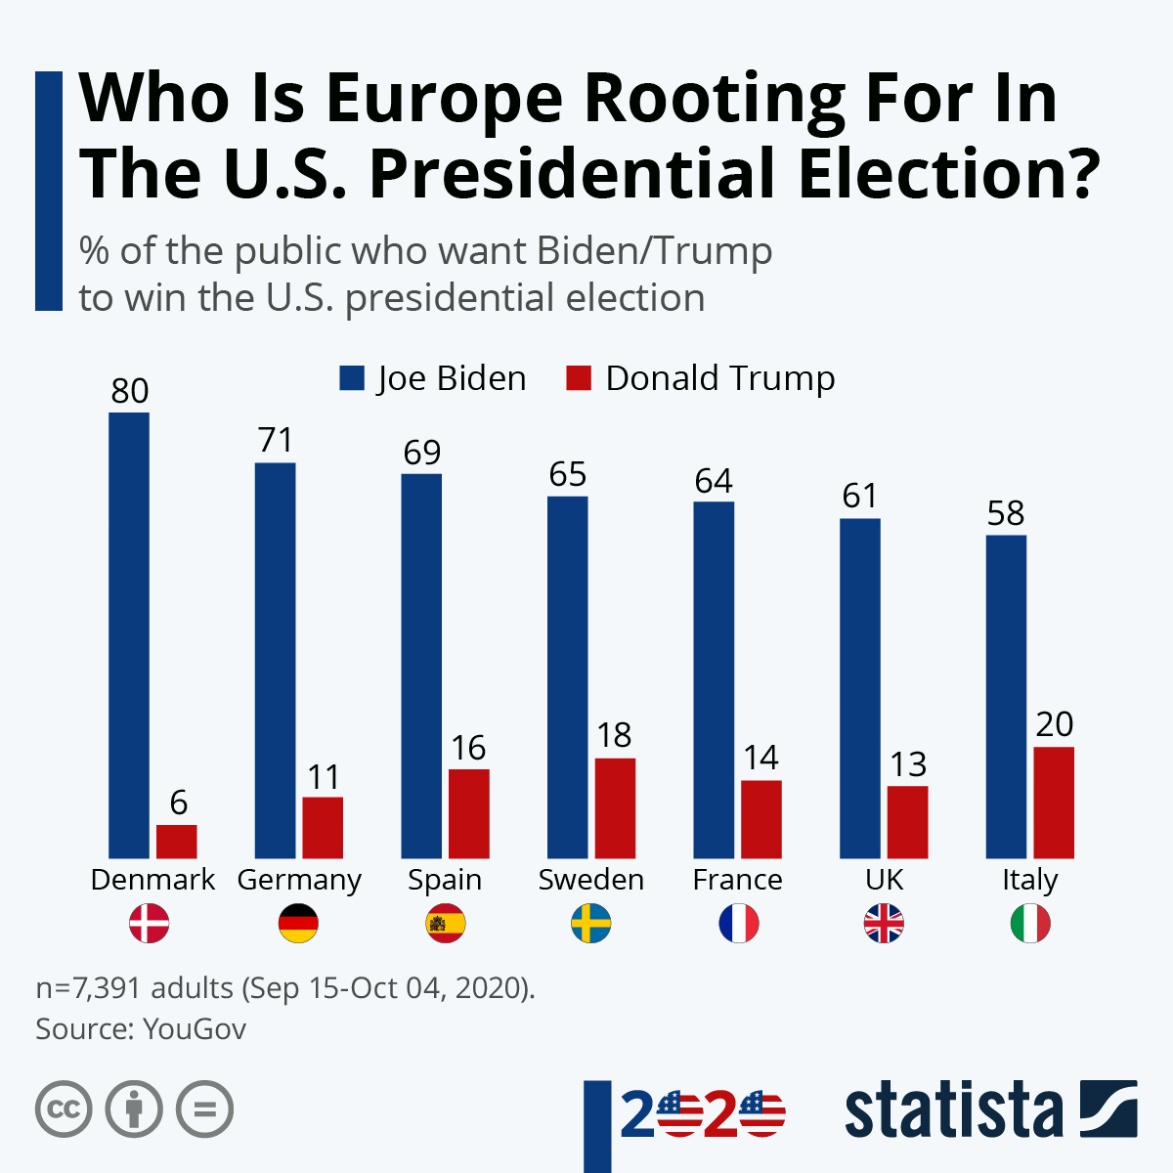 Who Is Europe Rooting For In
The U.S. Presidential Election?
% of the public who want Biden/Trump
to win the U.S. presidential election
Joe Biden Donald Trump
80 6
71 11
69 16
65 18
64 14
61 13
58 20
Denmark Germany Spain Sweden France UK Italy
n=7,391 adults (Sep 15-Oct 04, 2020).
Source: YouGov
cc = 2020 statista